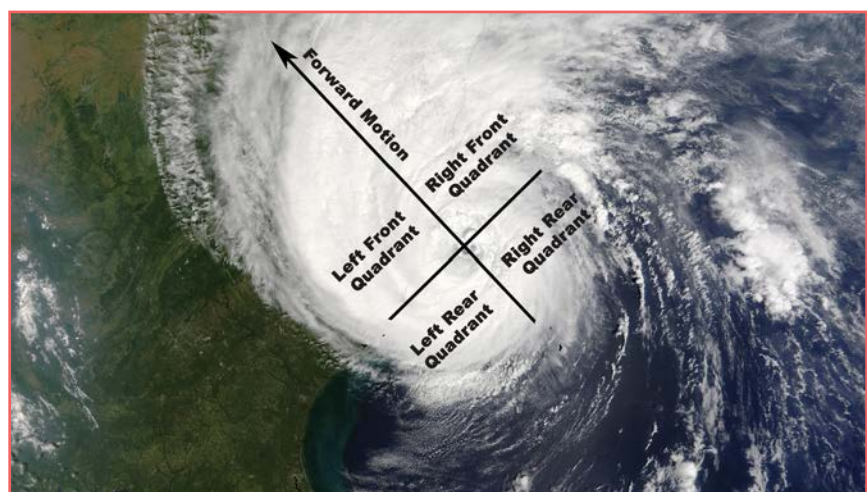 Forward Motion
Right Front
Quadrant
Left Front
Quadrant
Right Rear
Quadrant
Left Rear
Quadrant